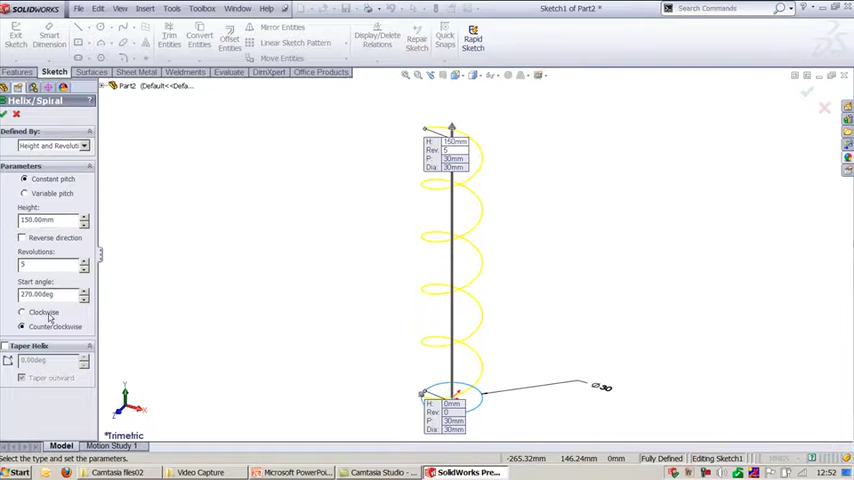 SOLIDWORKS
File Edit View Insert Tools Window Help
Sketch1 of Part2 *
Search Commands
Exit Sketch
Smart Dimension
Trim Entities
Convert Entities
Offset Entities
Mirror Entities
Linear Sketch Pattern
Move Entities
Display/Delete Relations
Repair Sketch
Quick Snaps
Rapid Sketch
Features Sketch Surfaces Sheet Metal Weldments Evaluate DimXpert Office Products
Part2 (Default<<Defa...
Helix/Spiral ?
Defined By:
Height and Revoluti
Parameters
Constant pitch
Variable pitch
Height:
150.00mm
Reverse direction
Revolutions:
5
Start angle:
270.00deg
Clockwise
Counterclockwise
Taper Helix
0.00deg
Taper outward
H: 150mm
Rev: 5
P: 30mm
Dia: 30mm
H: 0mm
Rev: 0
P: 30mm
Dia: 30mm
⌀30
Y
X
Z
*Trimetric
Model Motion Study 1
Select the type and set the parameters.
-265.32mm 146.24mm 0mm Fully Defined Editing Sketch1
Start Camtasia files02 Video Capture Microsoft PowerPoi... Camtasia Studio - ... SolidWorks Pre... 12:52